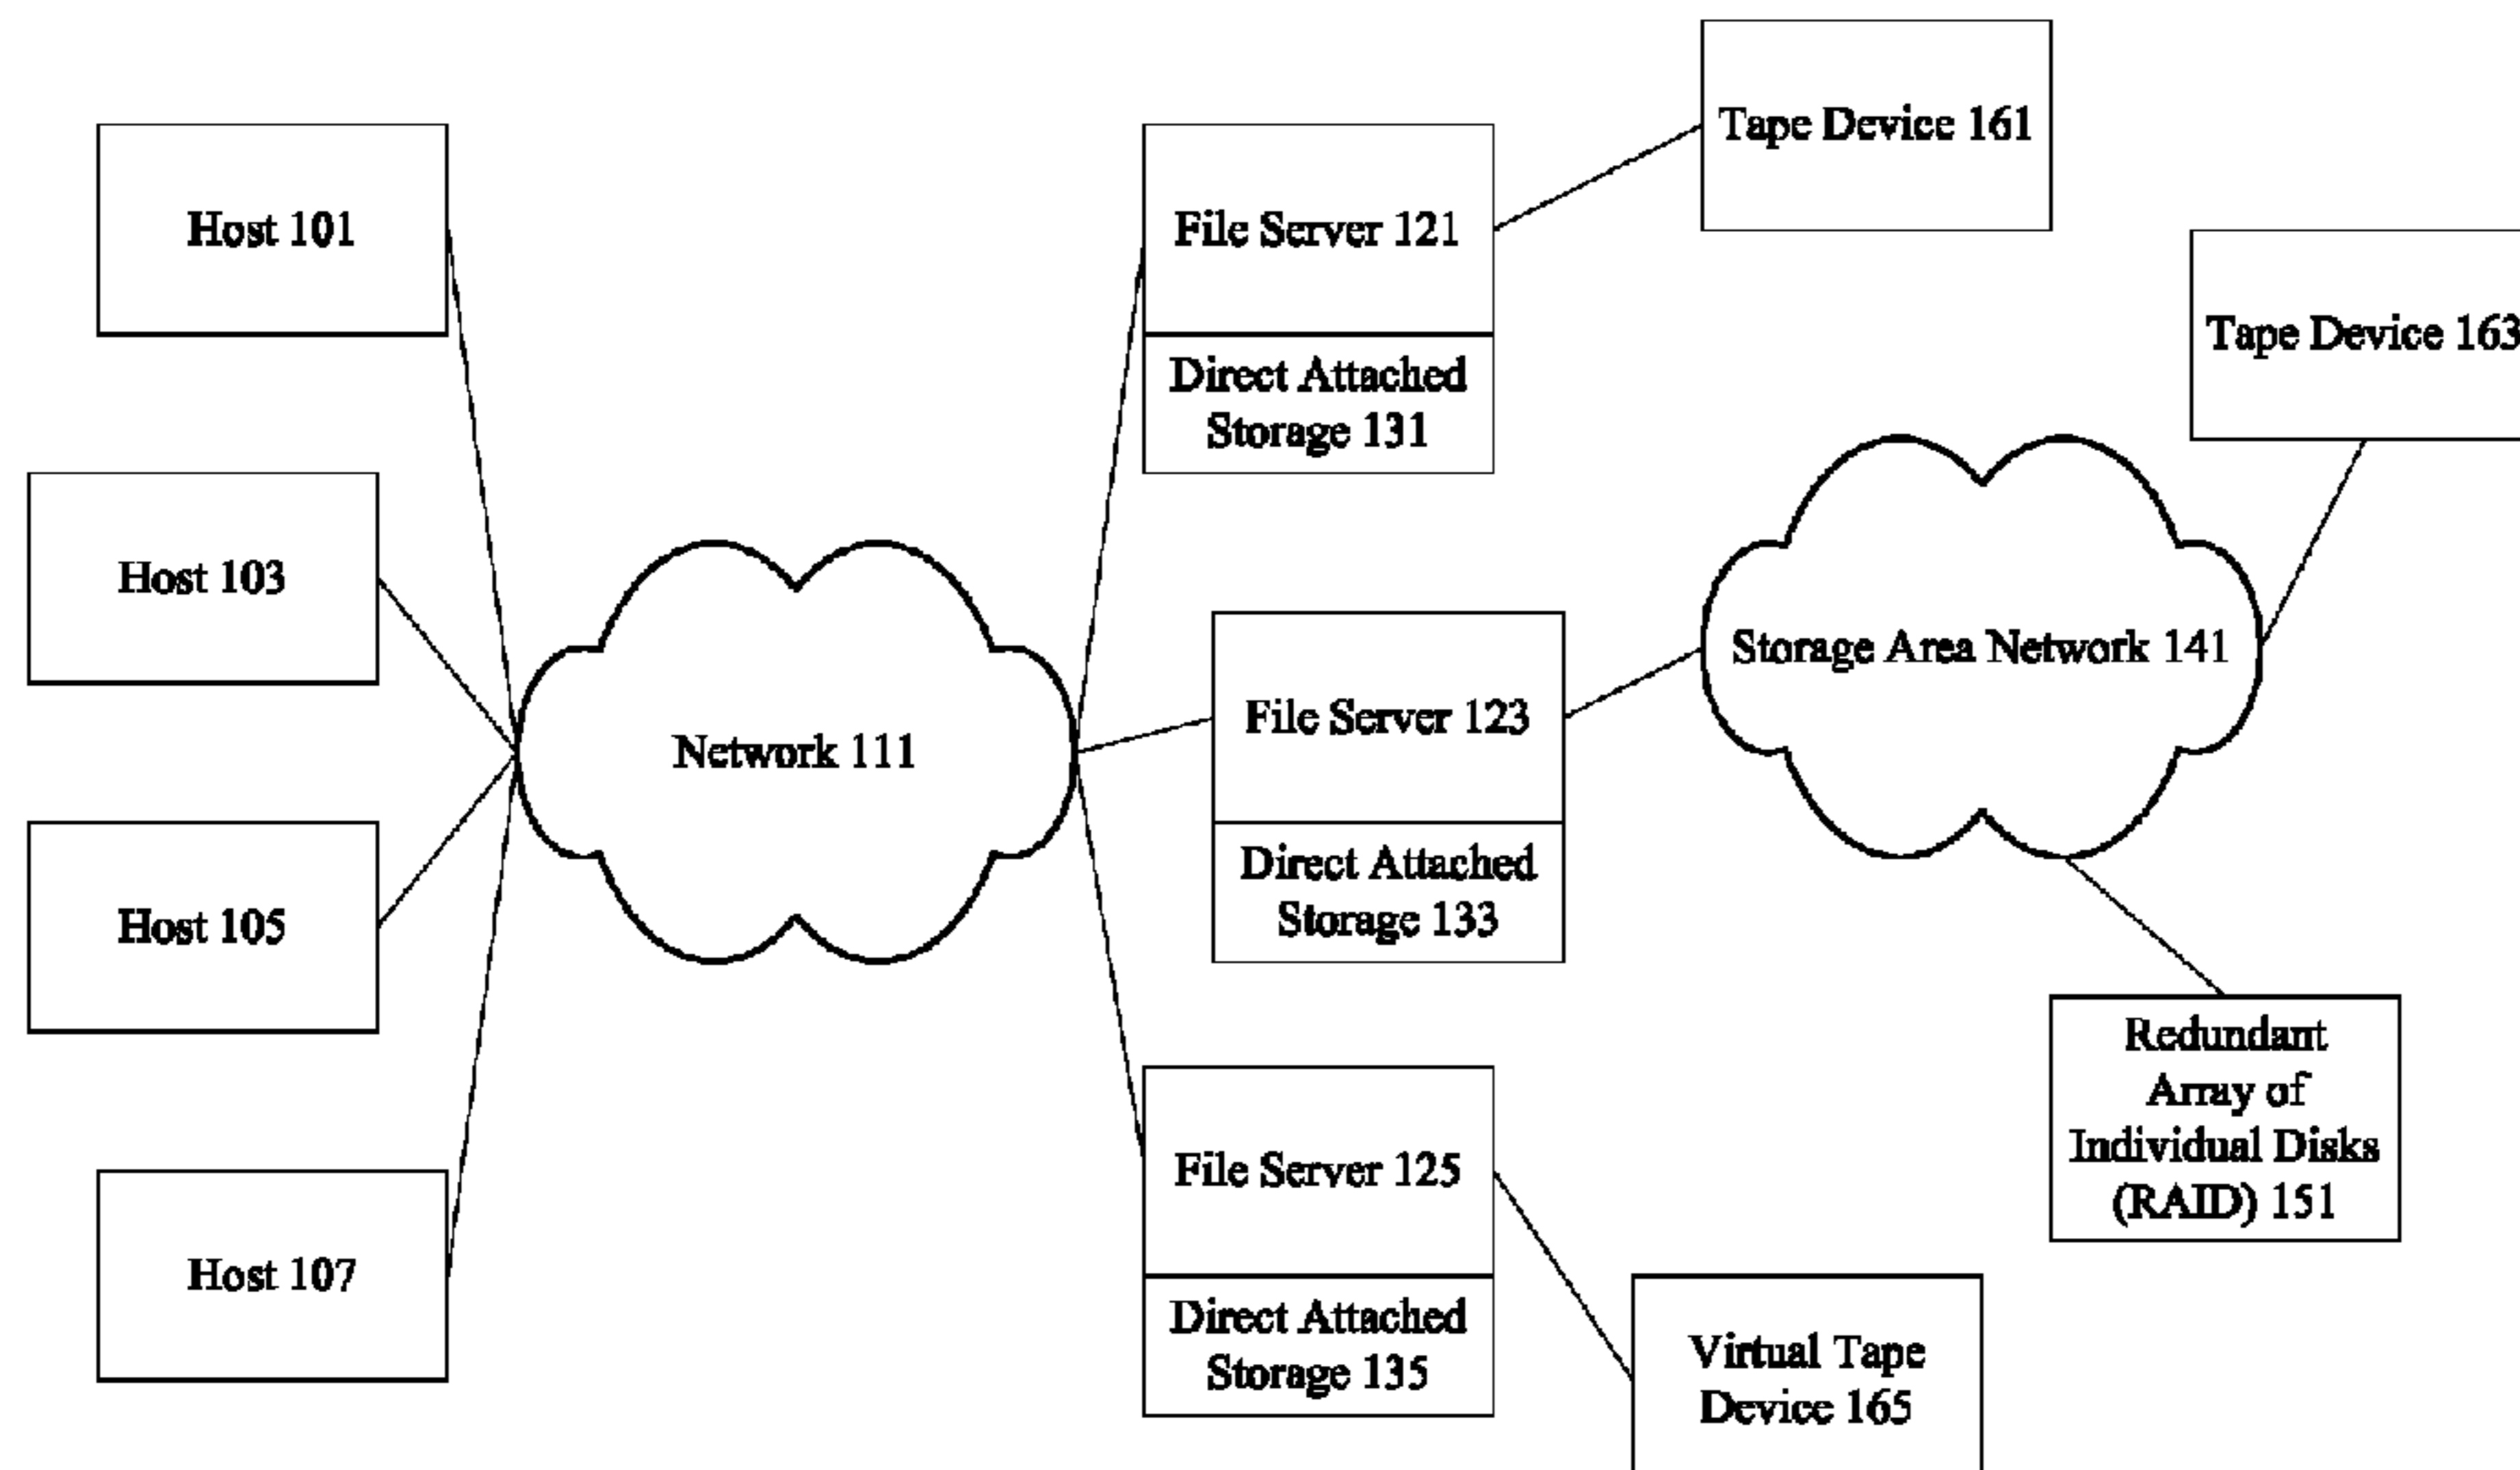 Tape Device 161
Host 101
File Server 121
Tape Device 163
Direct Attached
Storage 131
Host 103
Storage Area Network 141
File Server 123
Network 111
Direct Attached
Storage 133
Host 105
Redundant
Array of
Individual Disks
(RAID) 151
File Server 125
Host 107
Direct Attached
Storage 135
Virtual Tape
Device 165